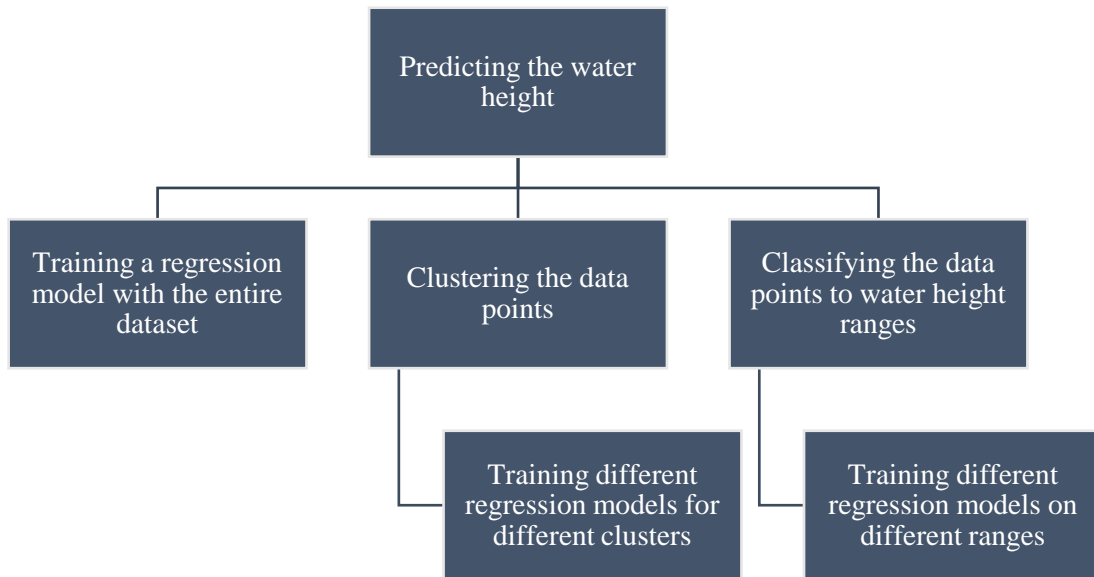 Predicting the water
height
Training a regression
model with the entire
dataset
Clustering the data
points
Classifying the data
points to water height
ranges
Training different
regression models for
different clusters
Training different
regression models on
different ranges